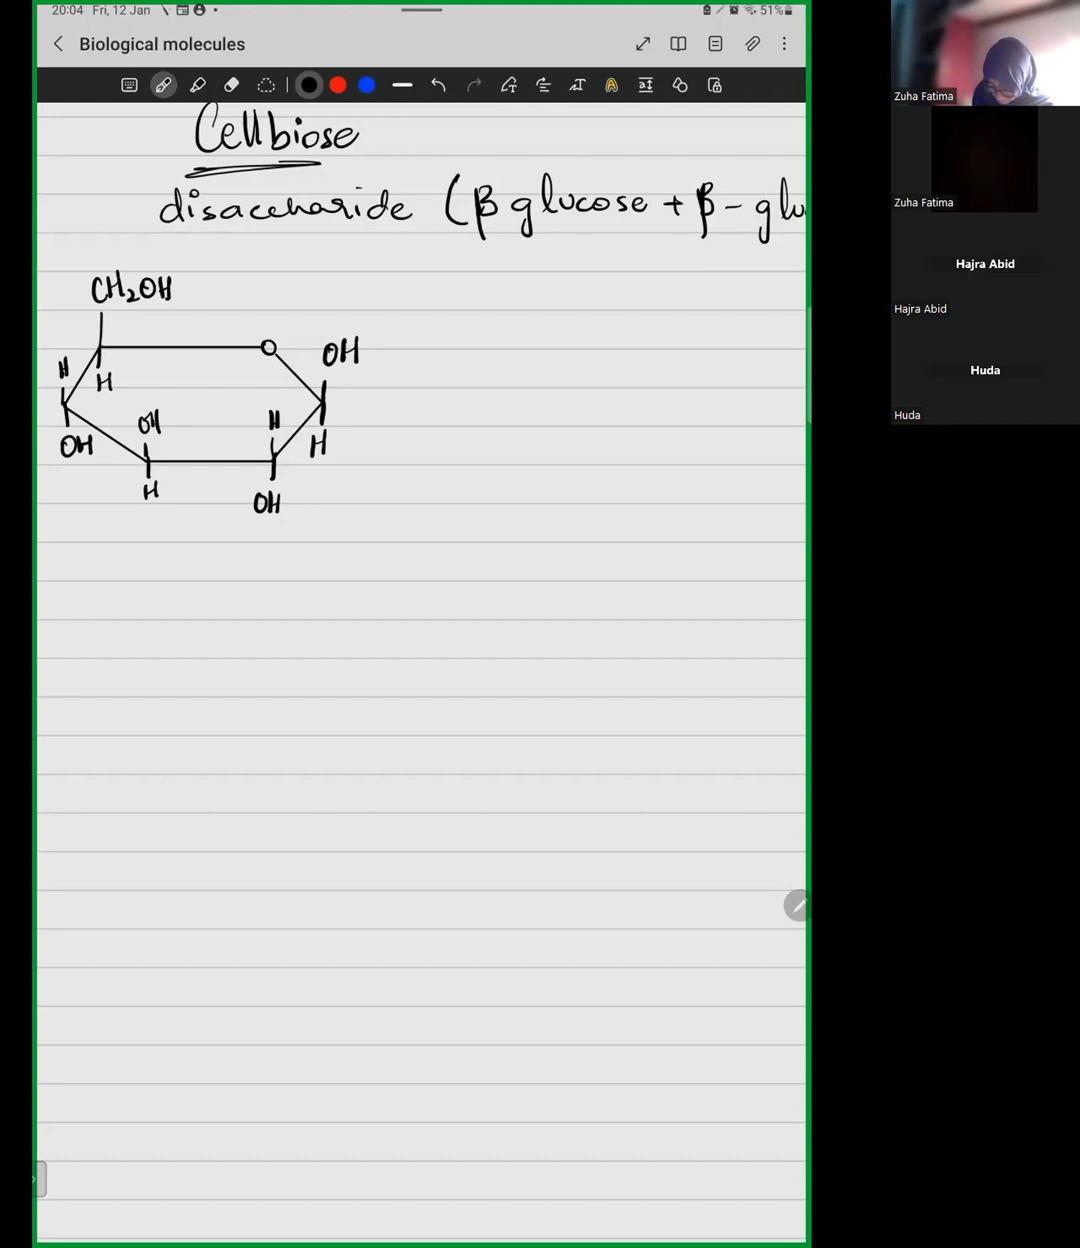 20:04 Fri, 12 Jan
51%
Biological molecules
Cellbiose
disaccharide (β glucose + β - glu
CH₂OH
O
OH
H
H
OH
H
OH
H
H
OH
Zuha Fatima
Zuha Fatima
Hajra Abid
Hajra Abid
Huda
Huda